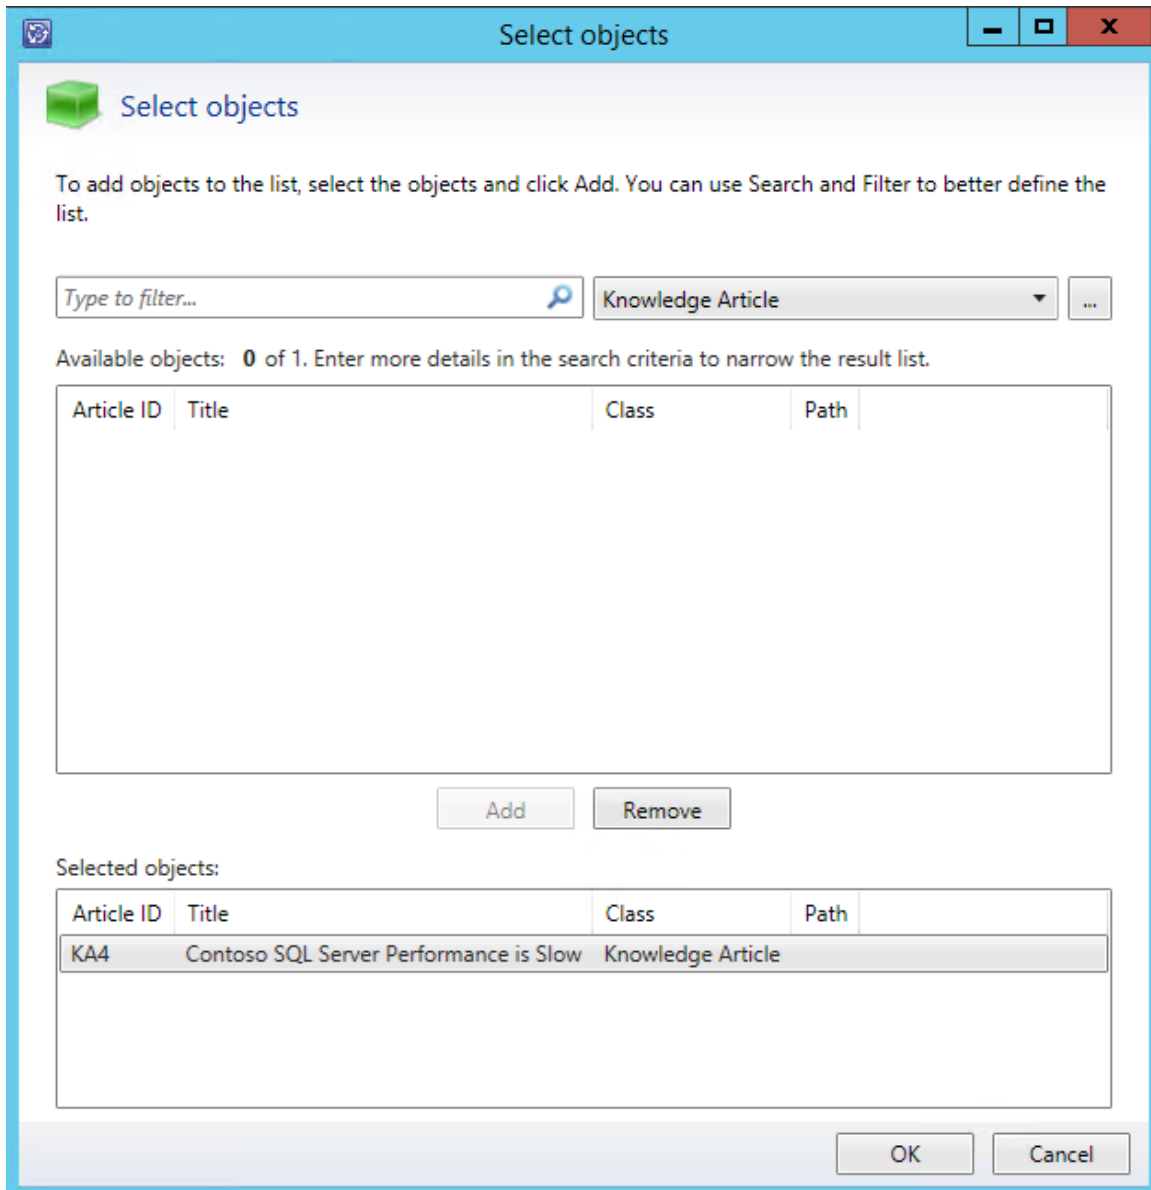 Select objects
Select objects
To add objects to the list, select the objects and click Add. You can use Search and Filter to better define the
list.
Type to filter... Knowledge Article ...
Available objects: 0 of 1. Enter more details in the search criteria to narrow the result list.
Article ID Title Class Path
Add Remove
Selected objects:
Article ID Title Class Path
KA4 Contoso SQL Server Performance is Slow Knowledge Article
OK Cancel